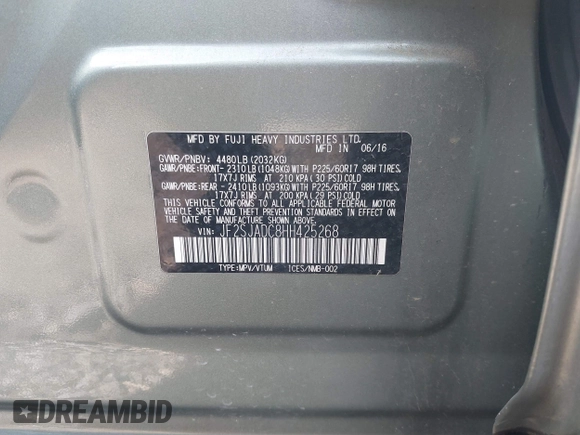 MFD BY FUJI HEAVY INDUSTRIES LTD.
MFD IN 06/16
GVWR/PNBV: 4480LB(2032KG)
GAWR/PNBE:FRONT- 2310LB(1048KG)WITH P225/60R17 98H TIRES,
17X7J RIMS AT 210 KPA(30 PSI)COLD
GAWR/PNBE:REAR - 2410LB(1093KG)WITH P225/60R17 98H TIRES,
17X7J RIMS AT 200 KPA(29 PSI)COLD
THIS VEHICLE CONFORMS TO ALL APPLICABLE FEDERAL MOTOR
VEHICLE SAFETY STANDARDS IN EFFECT ON THE
DATE OF MANUFACTURE SHOWN ABOVE.
VIN: JF2SJADC8HH425268
TYPE:MPV/VTUM ICES/NMB-002
DREAMBID